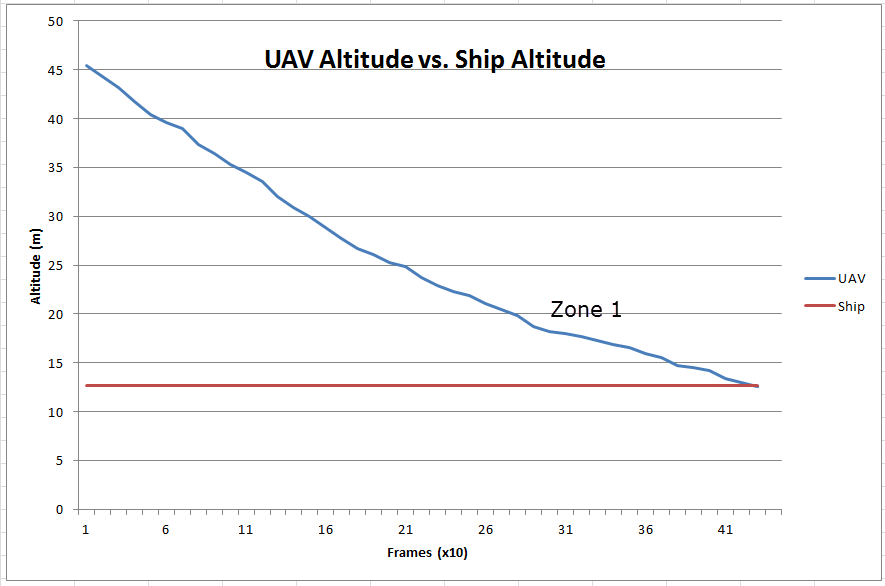 UAV Altitude vs. Ship Altitude
50
45
40
35
30
25
20
15
10
5
0
Altitude (m)
Zone 1
UAV
Ship
1 6 11 16 21 26 31 36 41
Frames (x10)